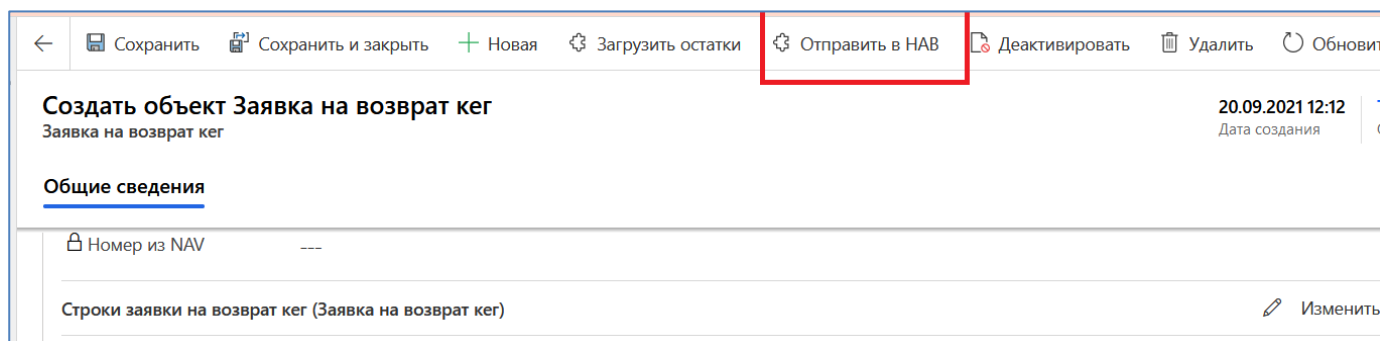 Сохранить Сохранить и закрыть Новая Загрузить остатки Отправить в НАВ Деактивировать Удалить Обновит
Создать объект Заявка на возврат кег 20.09.2021 12:12
Заявка на возврат кег Дата создания
Общие сведения
Номер из NAV ---
Строки заявки на возврат кег (Заявка на возврат кег) Изменить